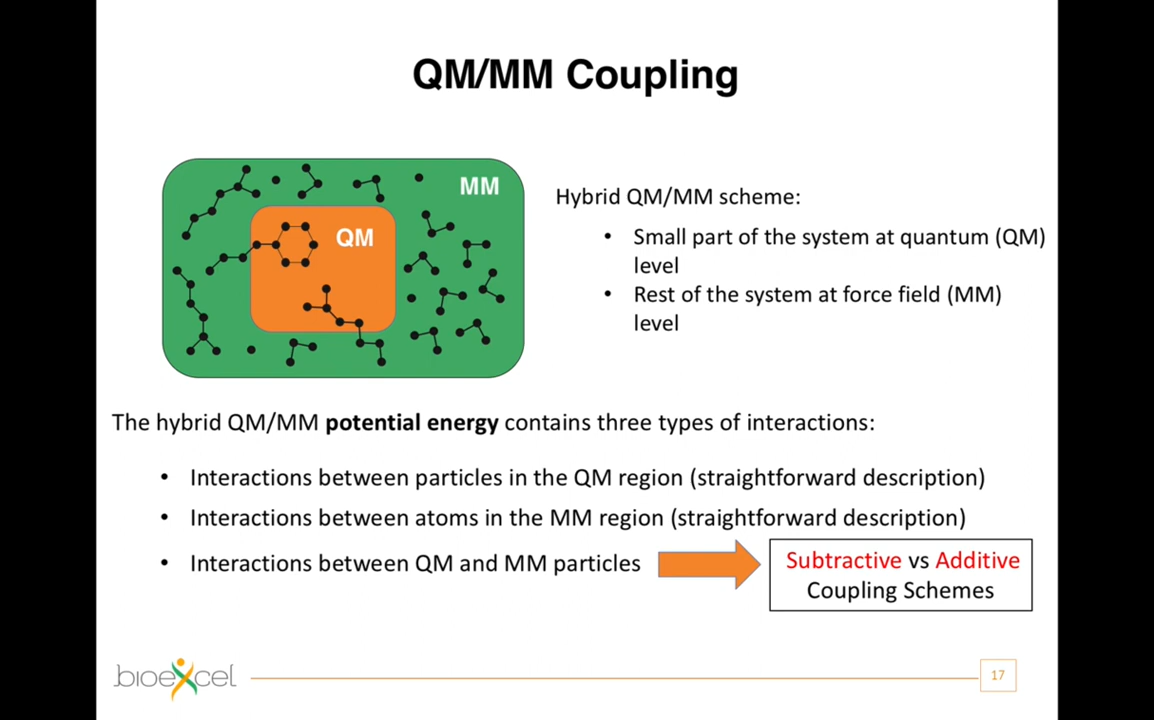 QM/MM Coupling
MM
QM
Hybrid QM/MM scheme:
• Small part of the system at quantum (QM)
level
• Rest of the system at force field (MM)
level
The hybrid QM/MM potential energy contains three types of interactions:
• Interactions between particles in the QM region (straightforward description)
• Interactions between atoms in the MM region (straightforward description)
• Interactions between QM and MM particles
Subtractive vs Additive
Coupling Schemes
bioexcel
17